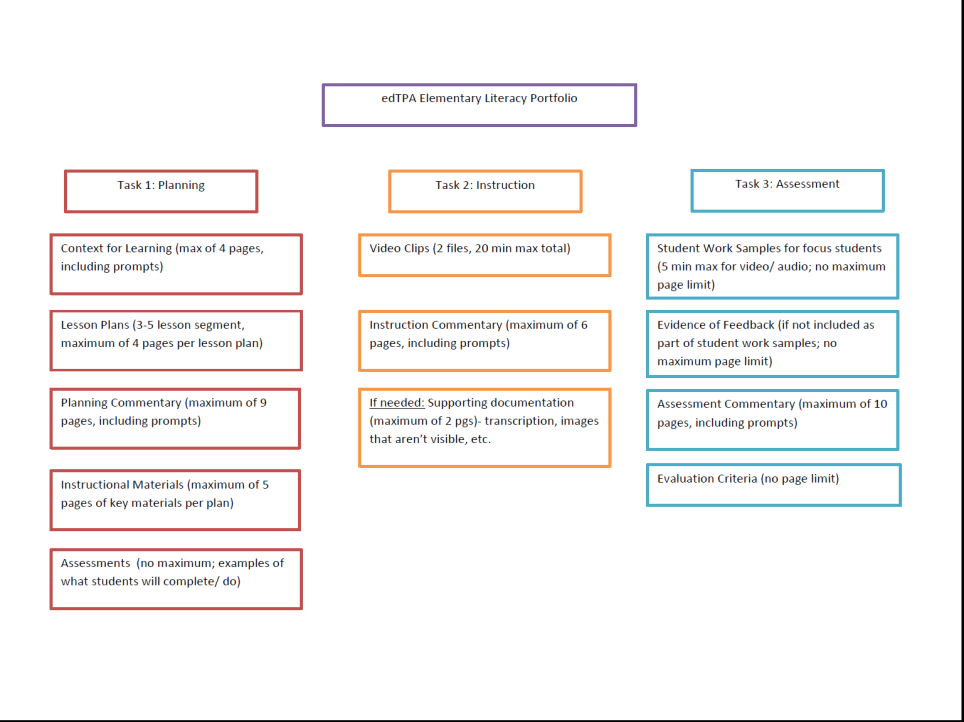 edTPA Elementary Literacy Portfolio
Task 1: Planning
Context for Learning (max of 4 pages,
including prompts)
Lesson Plans (3-5 lesson segment,
maximum of 4 pages per lesson plan)
Planning Commentary (maximum of 9
pages, including prompts)
Instructional Materials (maximum of 5
pages of key materials per plan)
Assessments  (no maximum; examples of
what students will complete/ do)
Task 2: Instruction
Video Clips (2 files, 20 min max total)
Instruction Commentary (maximum of 6
pages, including prompts)
If needed: Supporting documentation
(maximum of 2 pgs)- transcription, images
that aren't visible, etc.
Task 3: Assessment
Student Work Samples for focus students
(5 min max for video/ audio; no maximum
page limit)
Evidence of Feedback (if not included as
part of student work samples; no
maximum page limit)
Assessment Commentary (maximum of 10
pages, including prompts)
Evaluation Criteria (no page limit)